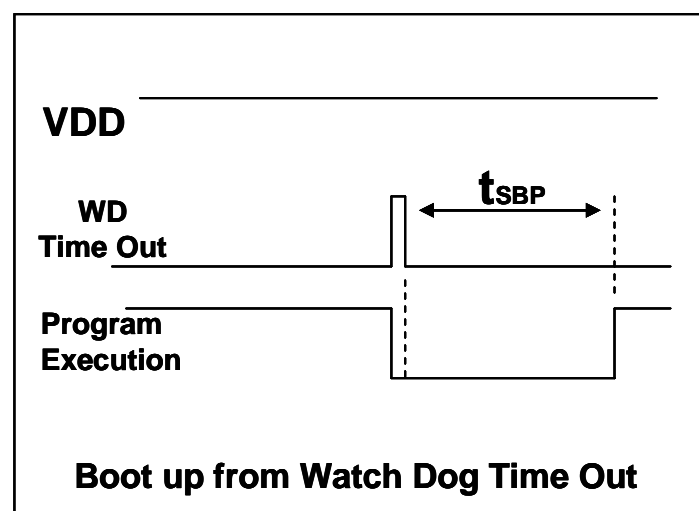 VDD
tSBP
WD
Time Out
Program
Execution
Boot up from Watch Dog Time Out